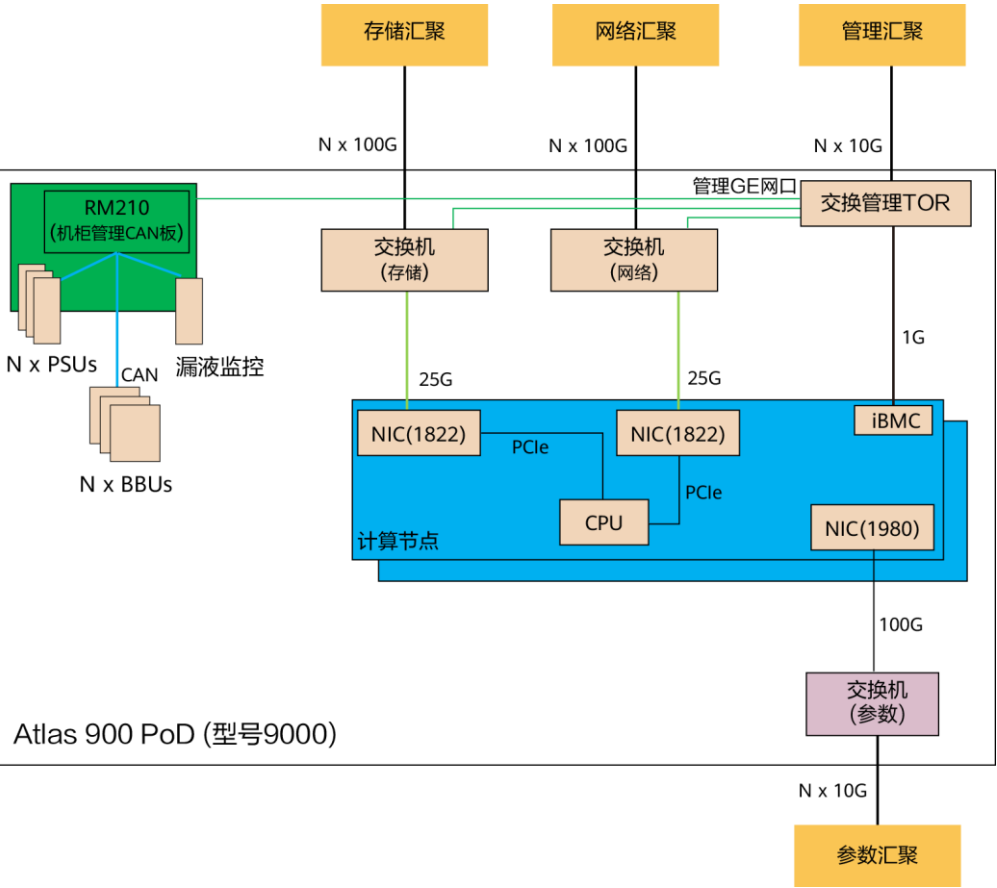 存储汇聚
网络汇聚
管理汇聚
N x 100G
N x 100G
N x 10G
管理GE网口
RM210
(机柜管理CAN板)
交换管理TOR
交换机
(存储)
交换机
(网络)
1G
N x PSUs
漏液监控
CAN
25G
25G
N x BBUs
NIC(1822)
NIC(1822)
iBMC
PCIe
PCIe
CPU
NIC(1980)
计算节点
100G
交换机
(参数)
Atlas 900 PoD (型号9000)
N x 10G
参数汇聚